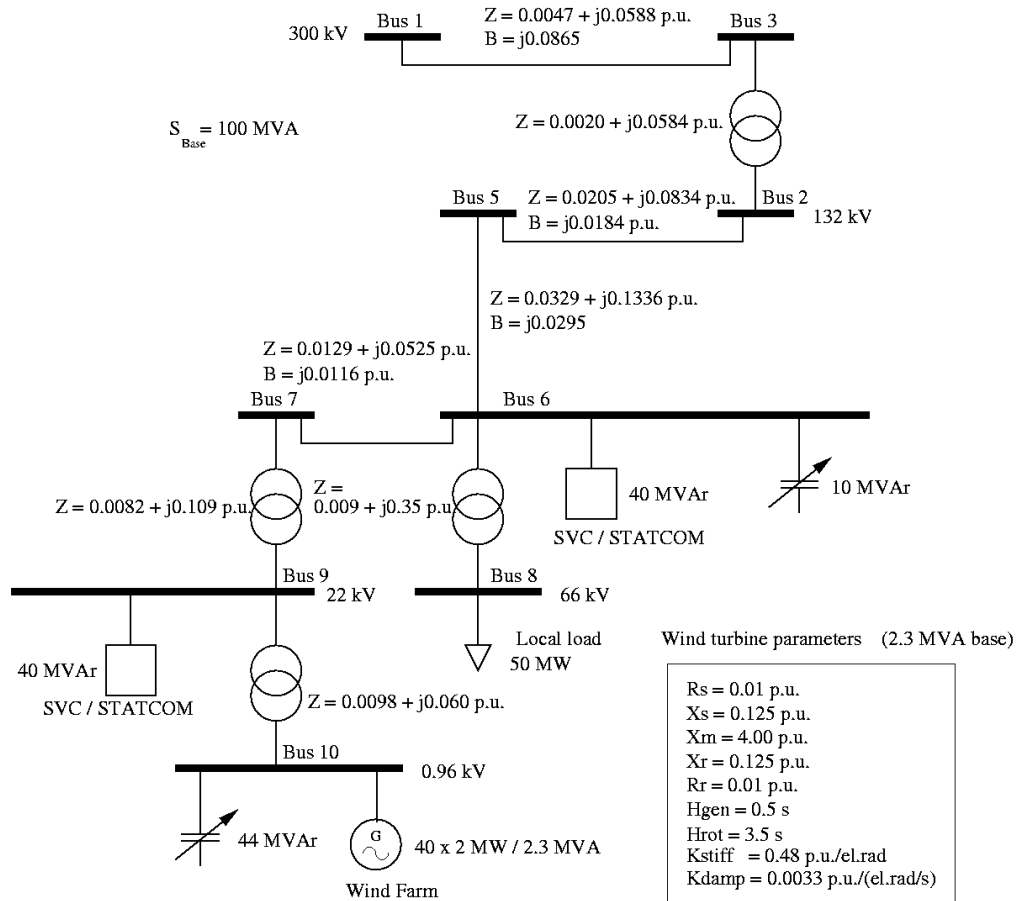 Bus 1
Z = 0.0047 + j0.0588 p.u.
Bus 3
300 kV
B = j0.0865
S Base = 100 MVA
Z = 0.0020 + j0.0584 p.u.
Bus 5
Z = 0.0205 + j0.0834 p.u.
Bus 2
B = j0.0184 p.u.
132 kV
Z = 0.0329 + j0.1336 p.u.
B = j0.0295
Z = 0.0129 + j0.0525 p.u.
B = j0.0116 p.u.
Bus 7
Bus 6
Z = 0.0082 + j0.109 p.u.
Z =
0.009 + j0.35 p.u.
40 MVAr
SVC / STATCOM
10 MVAr
Bus 9
22 kV
Bus 8
66 kV
Local load
50 MW
40 MVAr
SVC / STATCOM
Z = 0.0098 + j0.060 p.u.
Bus 10
0.96 kV
44 MVAr
G
40 x 2 MW / 2.3 MVA
Wind Farm
Wind turbine parameters (2.3 MVA base)
Rs = 0.01 p.u.
Xs = 0.125 p.u.
Xm = 4.00 p.u.
Xr = 0.125 p.u.
Rr = 0.01 p.u.
Hgen = 0.5 s
Hrot = 3.5 s
Kstiff = 0.48 p.u./el.rad
Kdamp = 0.0033 p.u./(el.rad/s)